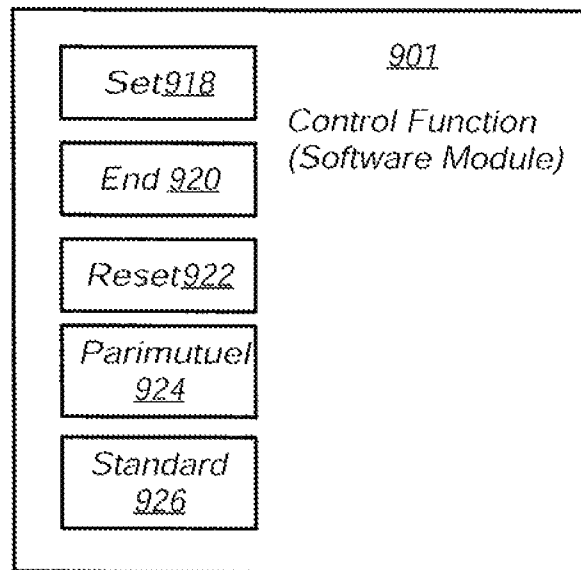 Set918
901
Control Function
(Software Module)
End 920
Reset922
Parimutuel
924
Standard
926